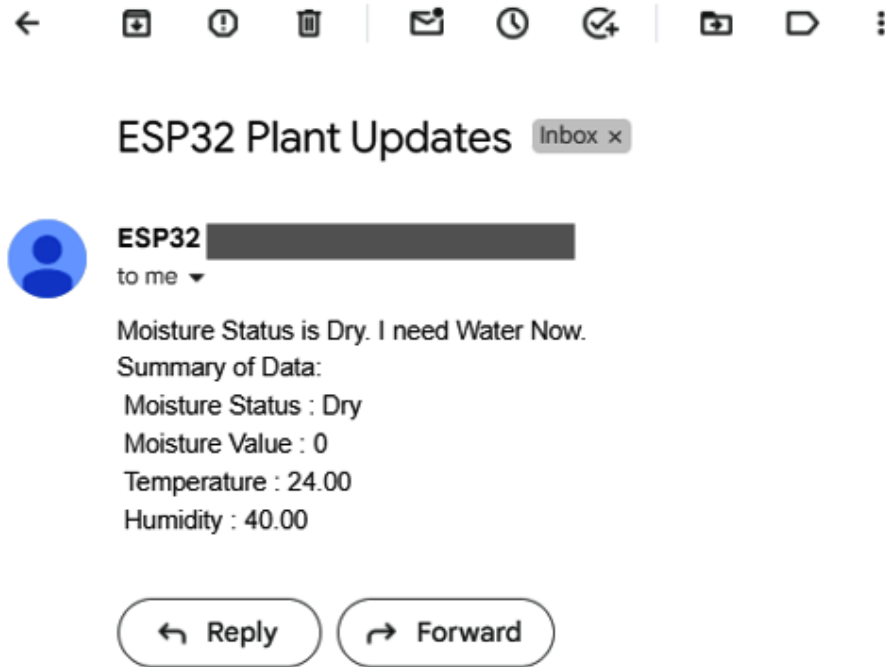 ESP32 Plant Updates Inbox ×
ESP32
to me
Moisture Status is Dry. I need Water Now.
Summary of Data:
Moisture Status : Dry
Moisture Value : 0
Temperature : 24.00
Humidity : 40.00
Reply Forward